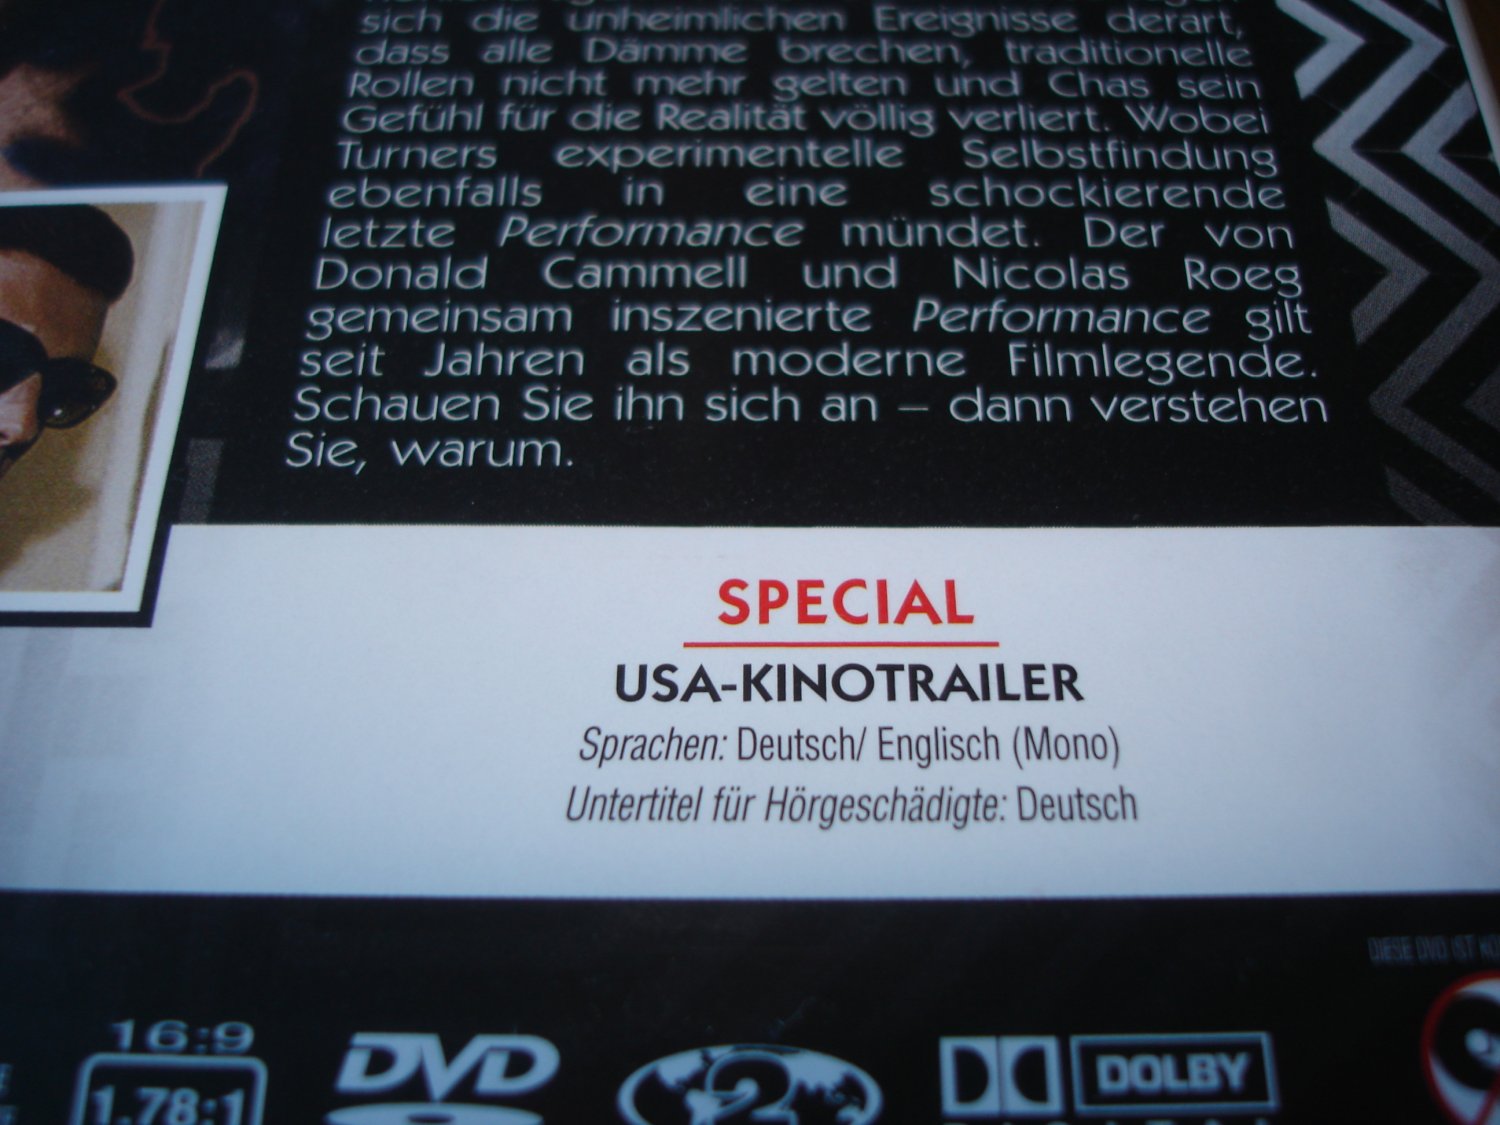 sich die unheimlichen Ereignisse derart,
dass alle Dämme brechen, traditionelle
Rollen nicht mehr gelten und Chas sein
Gefühl für die Realität völlig verliert. Wobei
Turners experimentelle Selbstfindung
ebenfalls in eine schockierende
letzte Performance mündet. Der von
Donald Cammell und Nicolas Roeg
gemeinsam inszenierte Performance gilt
seit Jahren als moderne Filmlegende.
Schauen Sie ihn sich an – dann verstehen
Sie, warum.
SPECIAL
USA-KINOTRAILER
Sprachen: Deutsch/ Englisch (Mono)
Untertitel für Hörgeschädigte: Deutsch
DIESE DVD IST
16:9
1.78:1
DVD
2
DOLBY